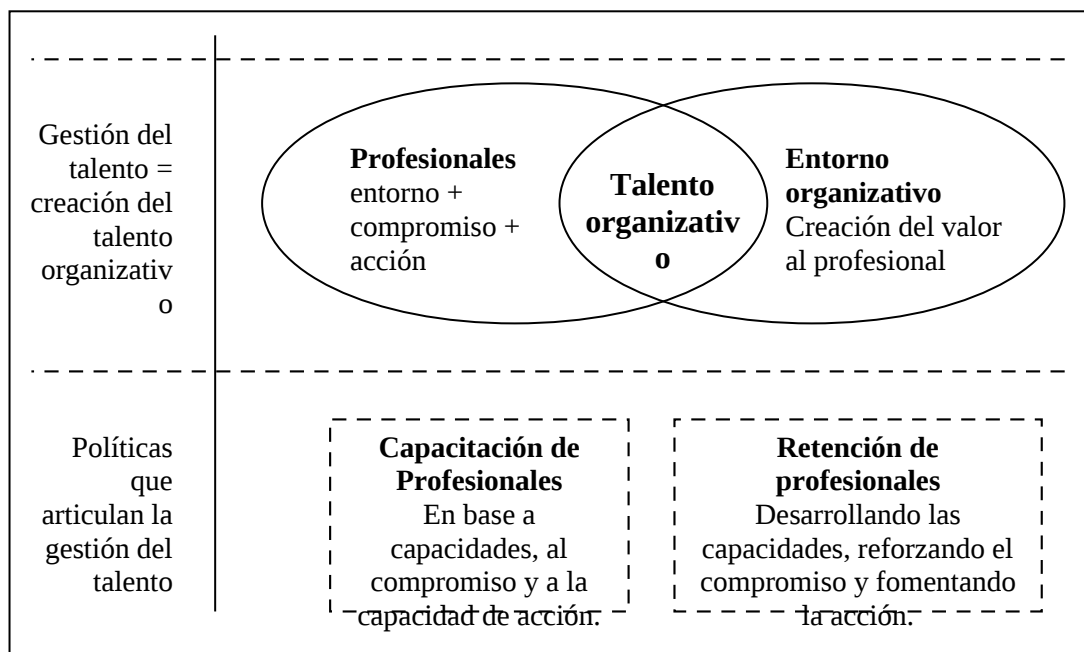 Gestión del
talento =
creación del
talento
organizativ
o
Profesionales
entorno +
compromiso +
acción
Talento
organizativ
o
Entorno
organizativo
Creación del valor
al profesional
Políticas
que
articulan la
gestión del
talento
Capacitación de
Profesionales
En base a
capacidades, al
compromiso y a la
capacidad de acción.
Retención de
profesionales
Desarrollando las
capacidades, reforzando el
compromiso y fomentando
la acción.